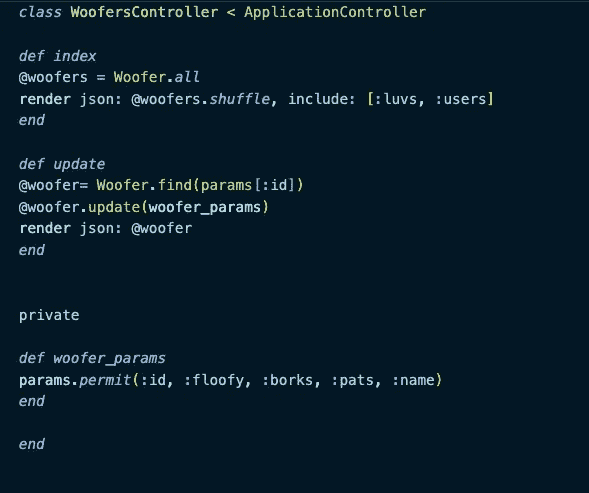 class WoofersController < ApplicationController
def index
@woofers = Woofer.all
render json: @woofers.shuffle, include: [:luvs, :users]
end
def update
@woofer= Woofer.find(params[:id])
@woofer.update(woofer_params)
render json: @woofer
end
private
def woofer_params
params.permit(:id, :floofy, :borks, :pats, :name)
end
end